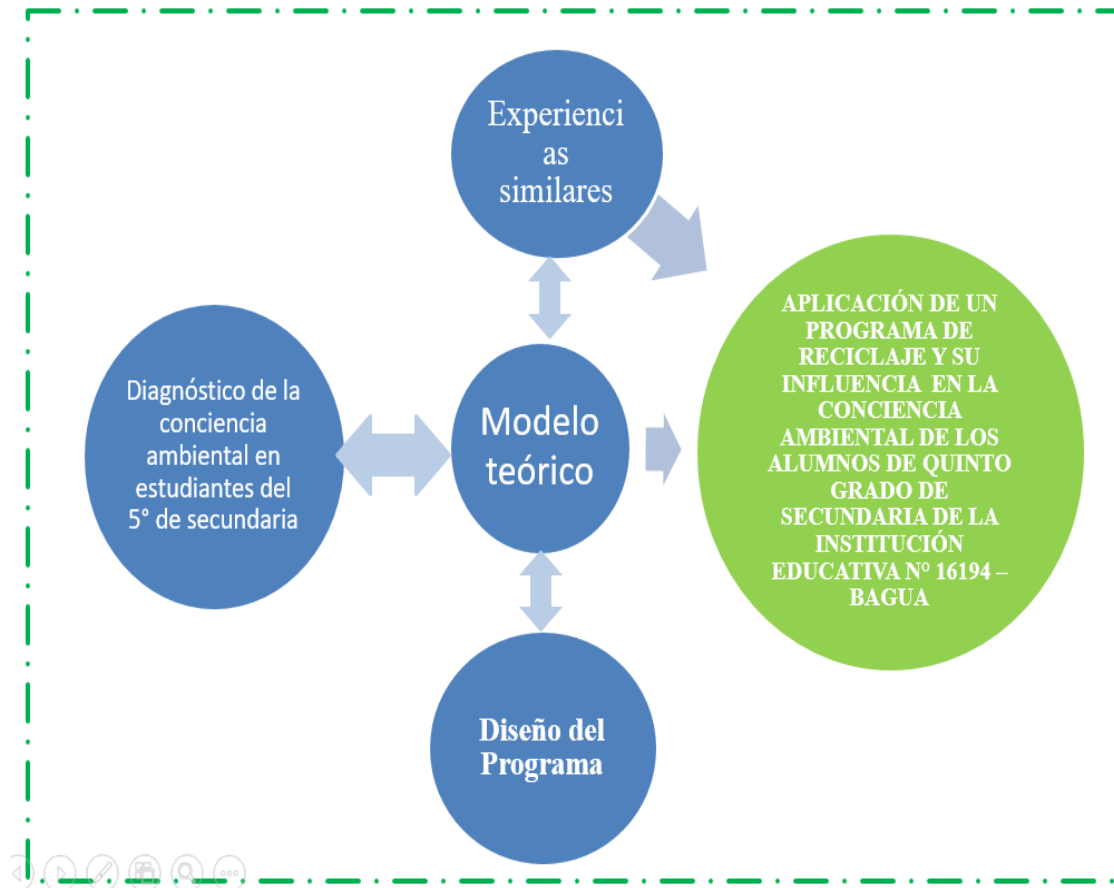 Experienci
as
similares
Diagnóstico de la
conciencia
ambiental en
estudiantes del
5° de secundaria
Modelo
teórico
APLICACIÓN DE UN
PROGRAMA DE
RECICLAJE Y SU
INFLUENCIA EN LA
CONCIENCIA
AMBIENTAL DE LOS
ALUMNOS DE QUINTO
GRADO DE
SECUNDARIA DE LA
INSTITUCIÓN
EDUCATIVA Nº 16194 –
BAGUA
Diseño del
Programa